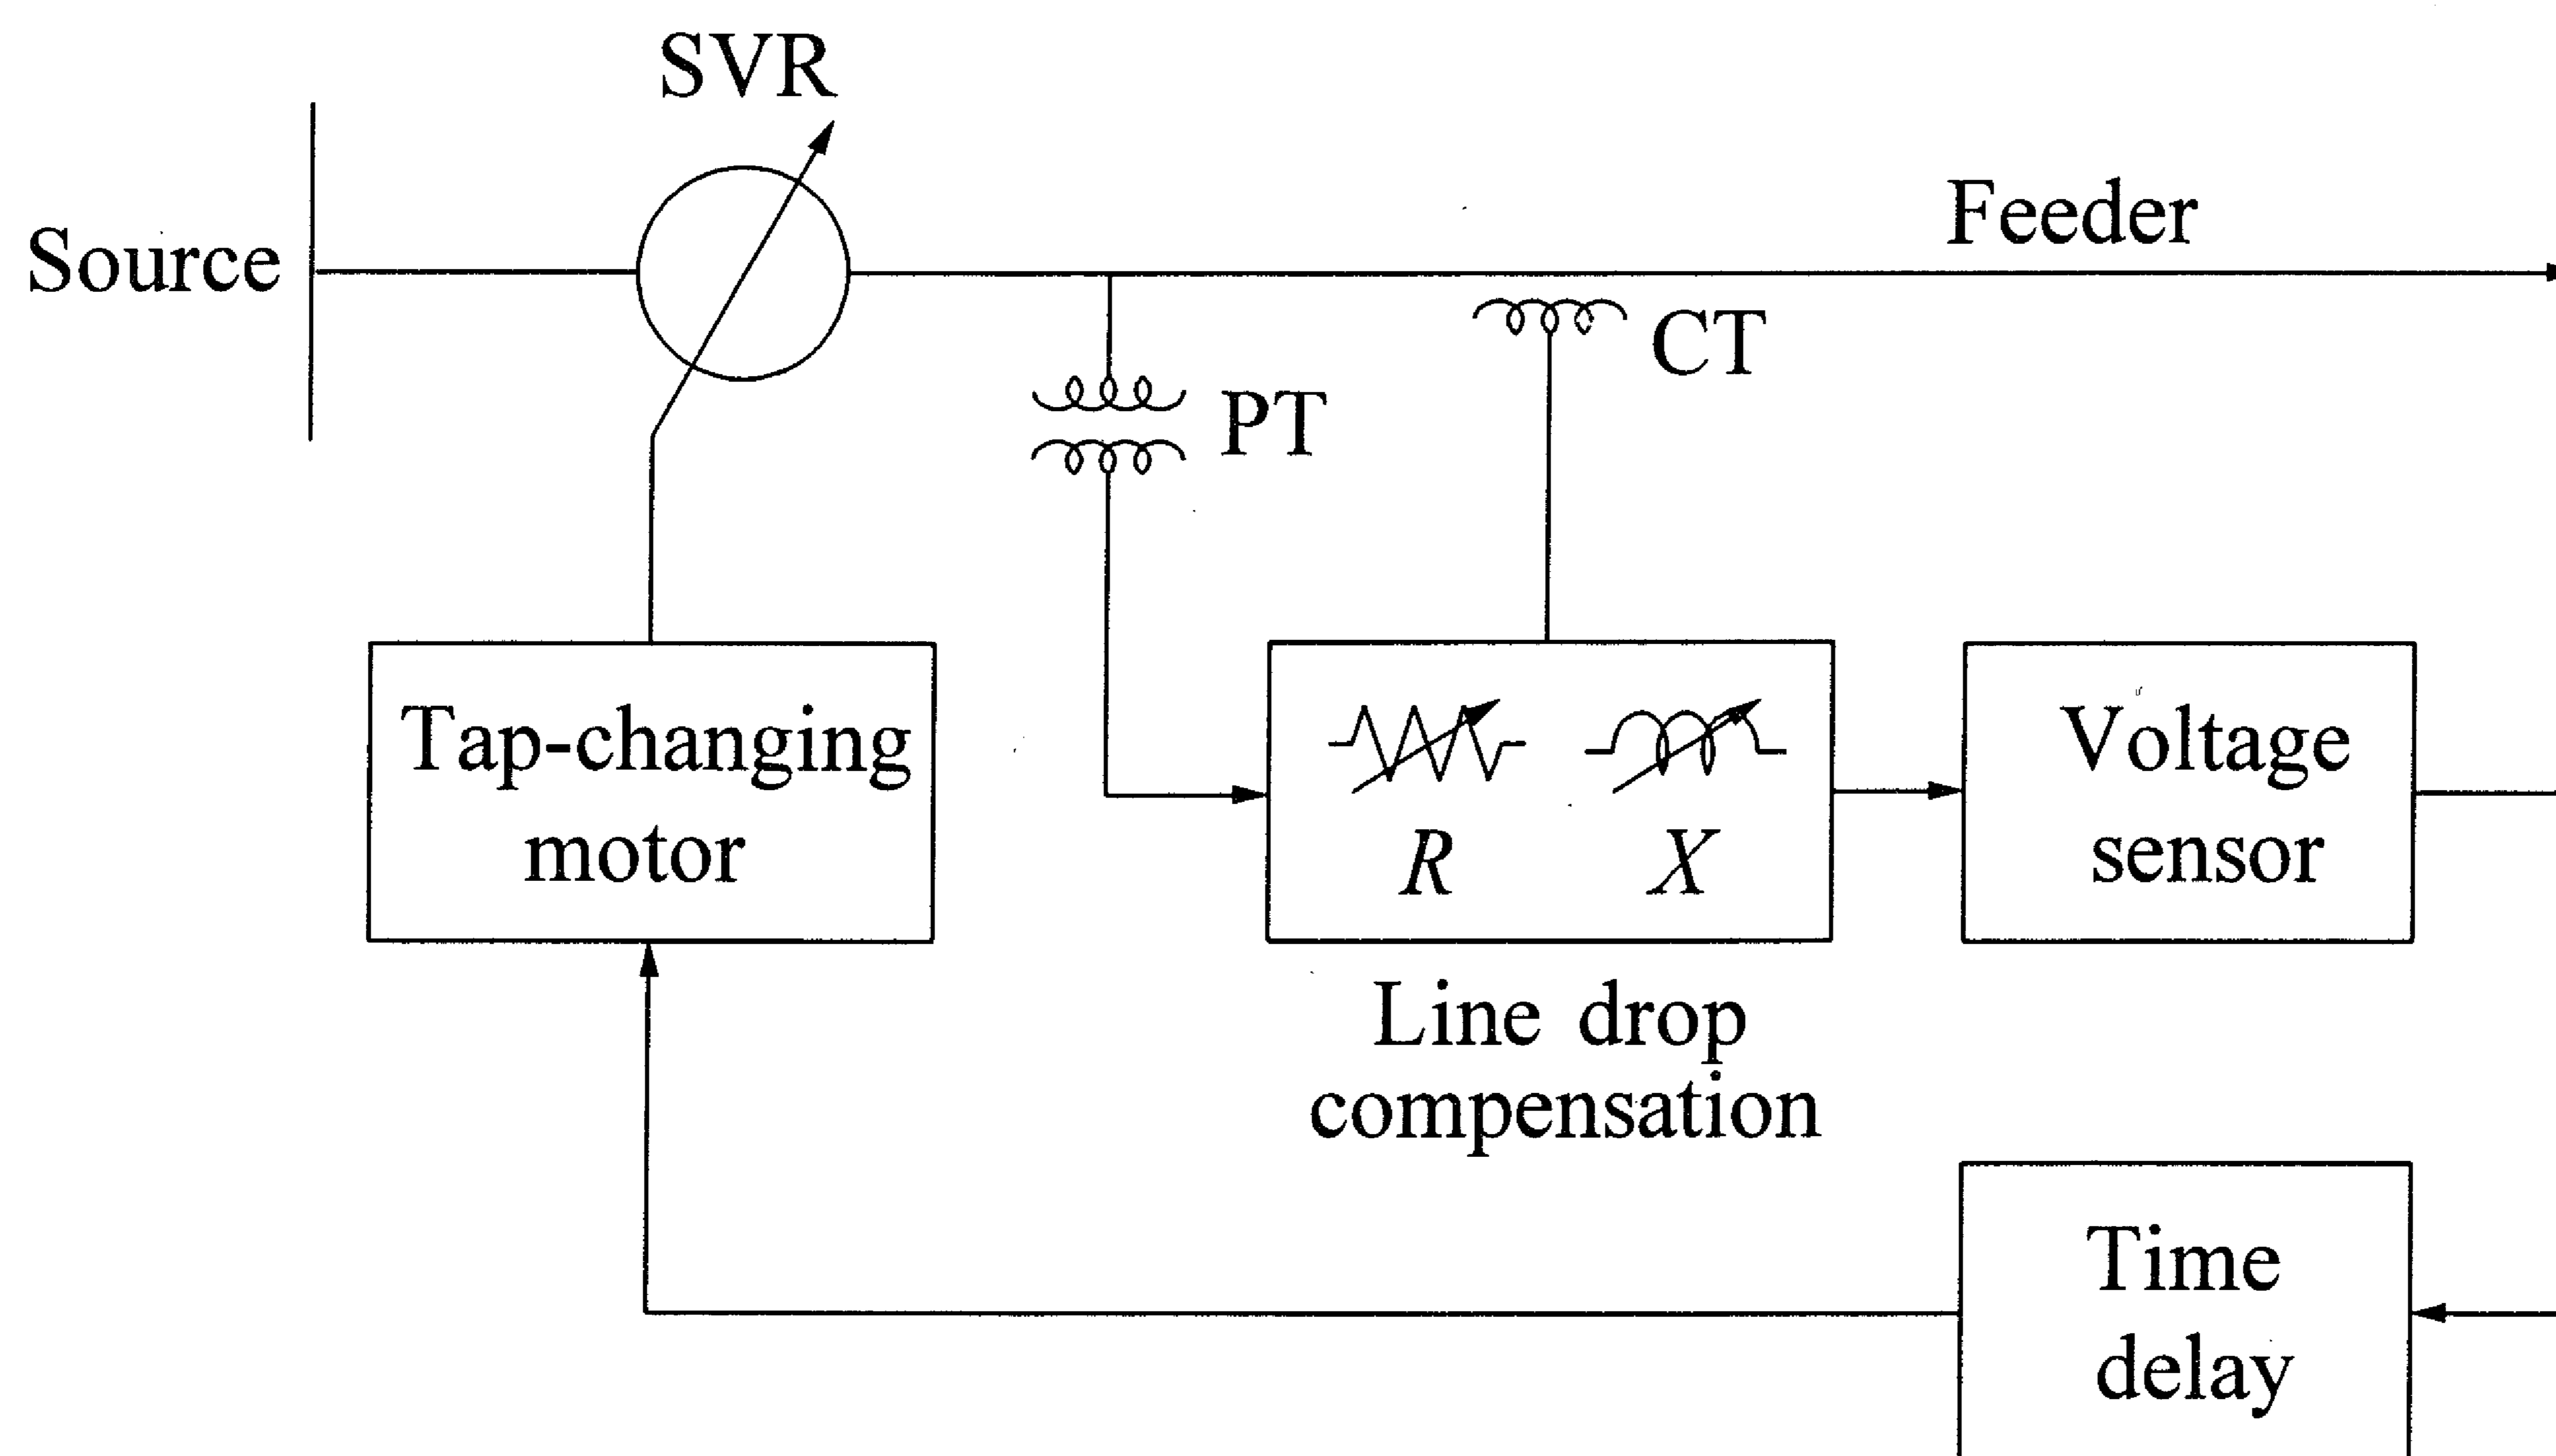 SVR
Feeder
Source
CT
PT
Tap-changing
motor
R X
Voltage
sensor
Line drop
compensation
Time
delay